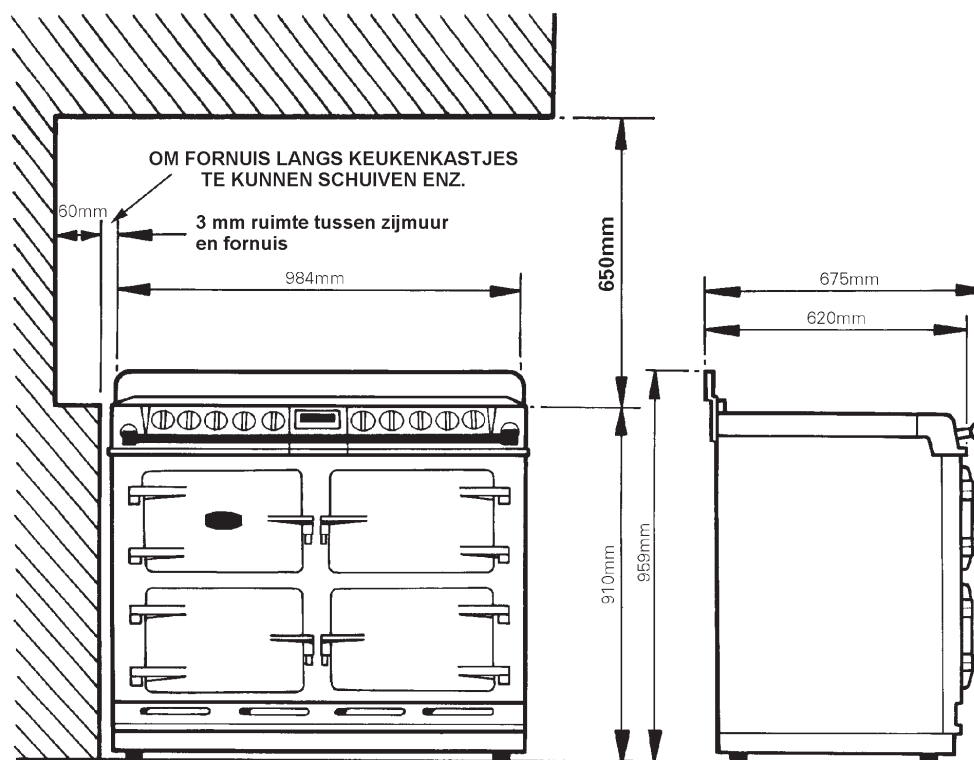 OM FORNUIS LANGS KEUKENKASTJES
TE KUNNEN SCHUIVEN ENZ.
60mm
3 mm ruimte tussen zijmuur
en fornuis
984mm
650mm
675mm
620mm
910mm
959mm